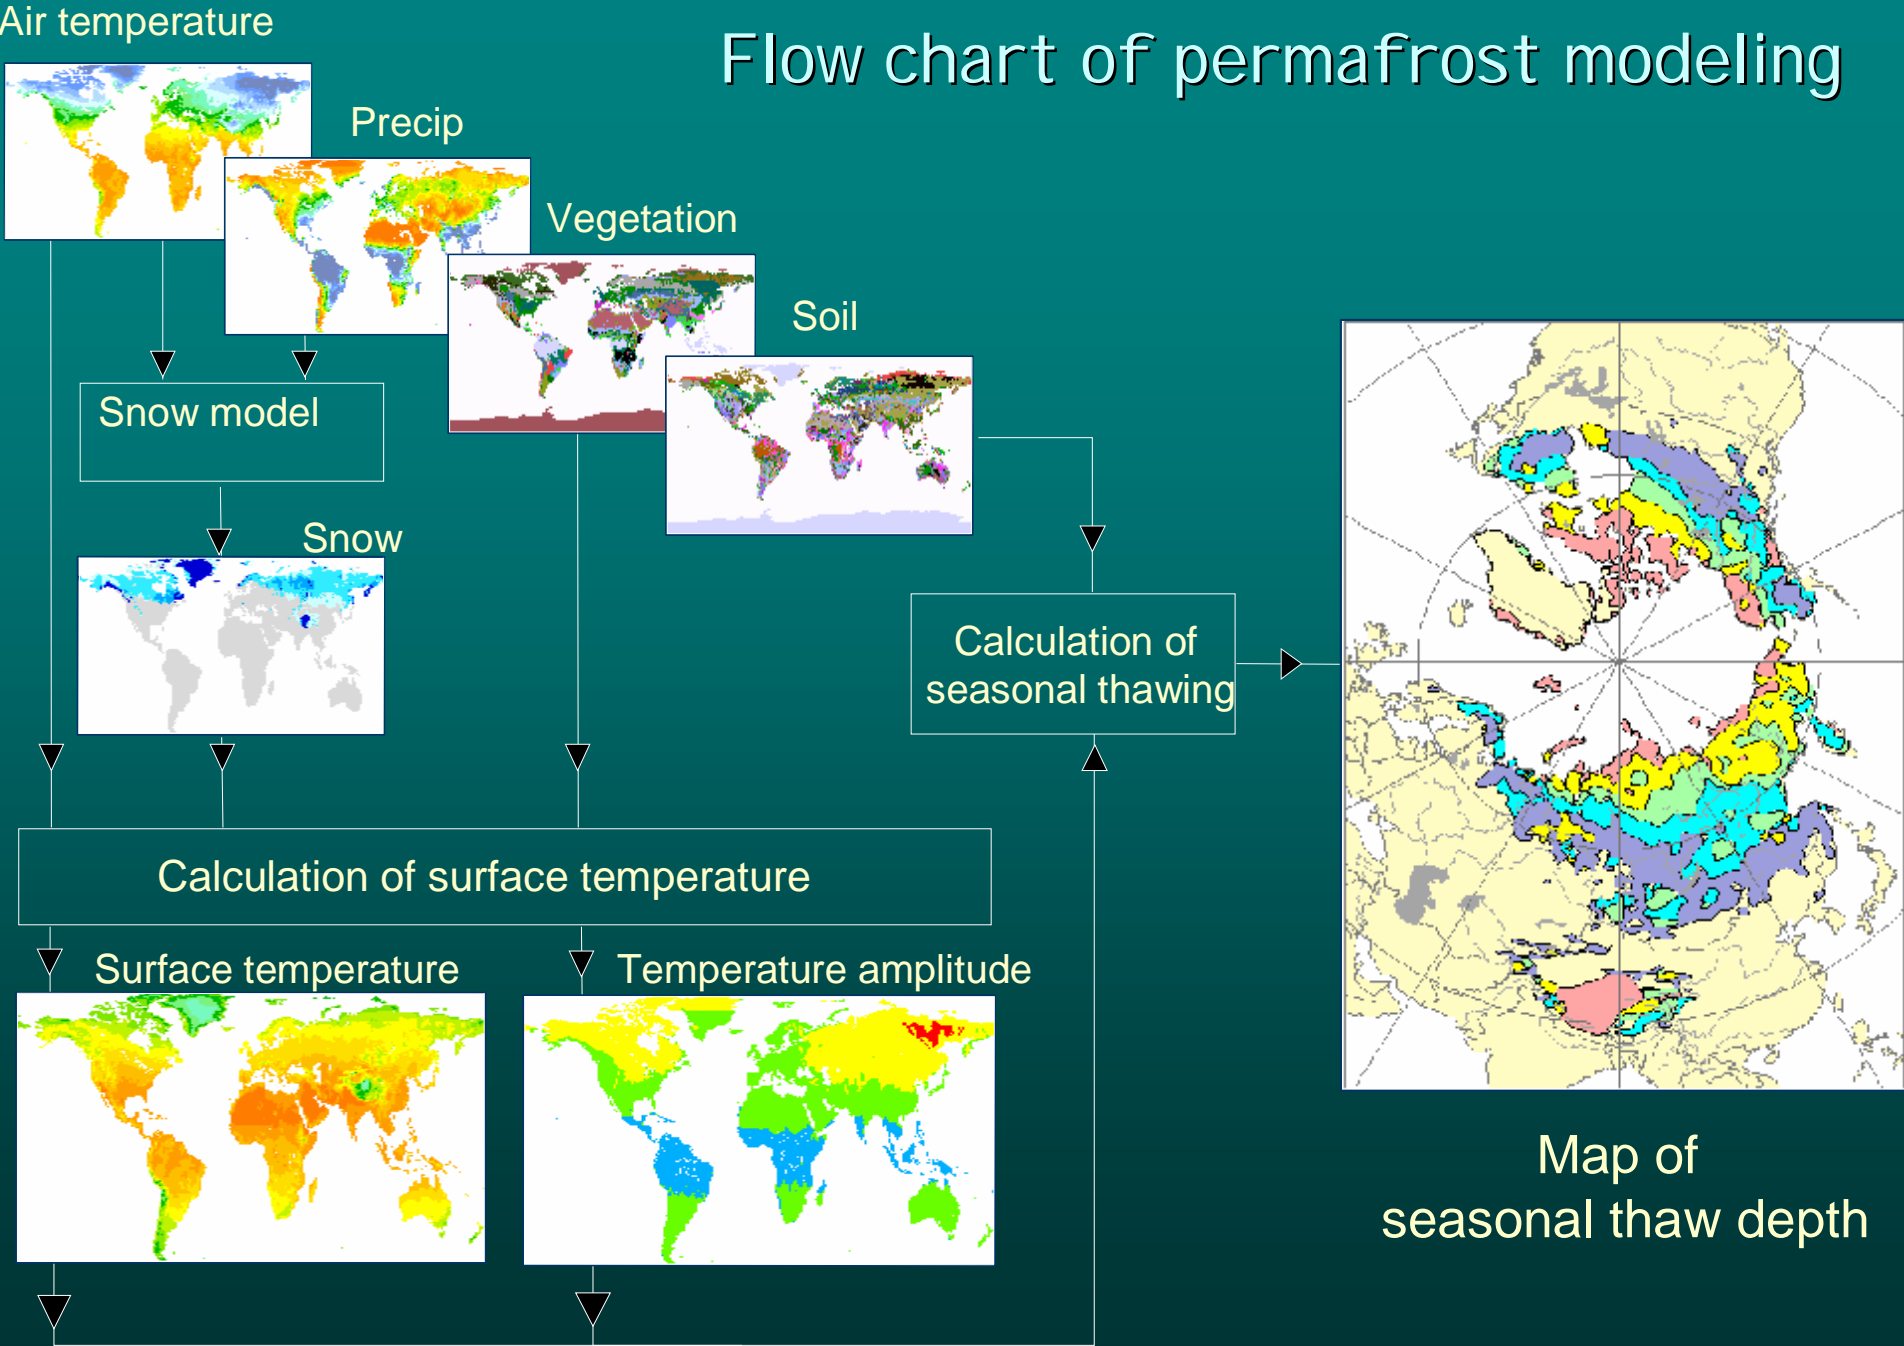 Air temperature
Flow chart of permafrost modeling
Precip
Vegetation
Soil
Snow model
Snow
Calculation of
seasonal thawing
Calculation of surface temperature
Surface temperature
Temperature amplitude
Map of
seasonal thaw depth